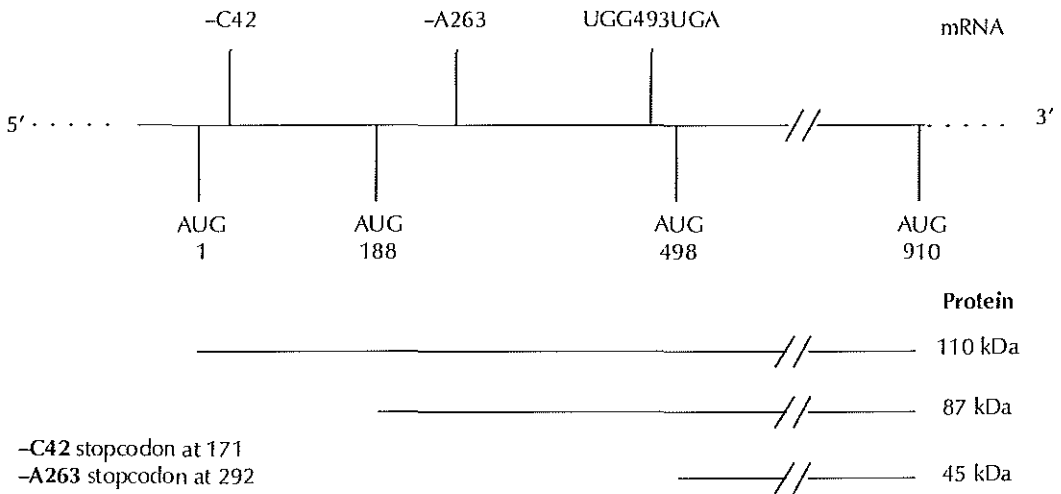 –C42 –A263 UGG493UGA mRNA
5′ 3′
AUG AUG AUG AUG
1 188 498 910
Protein
110 kDa
87 kDa
–C42 stopcodon at 171
–A263 stopcodon at 292
45 kDa